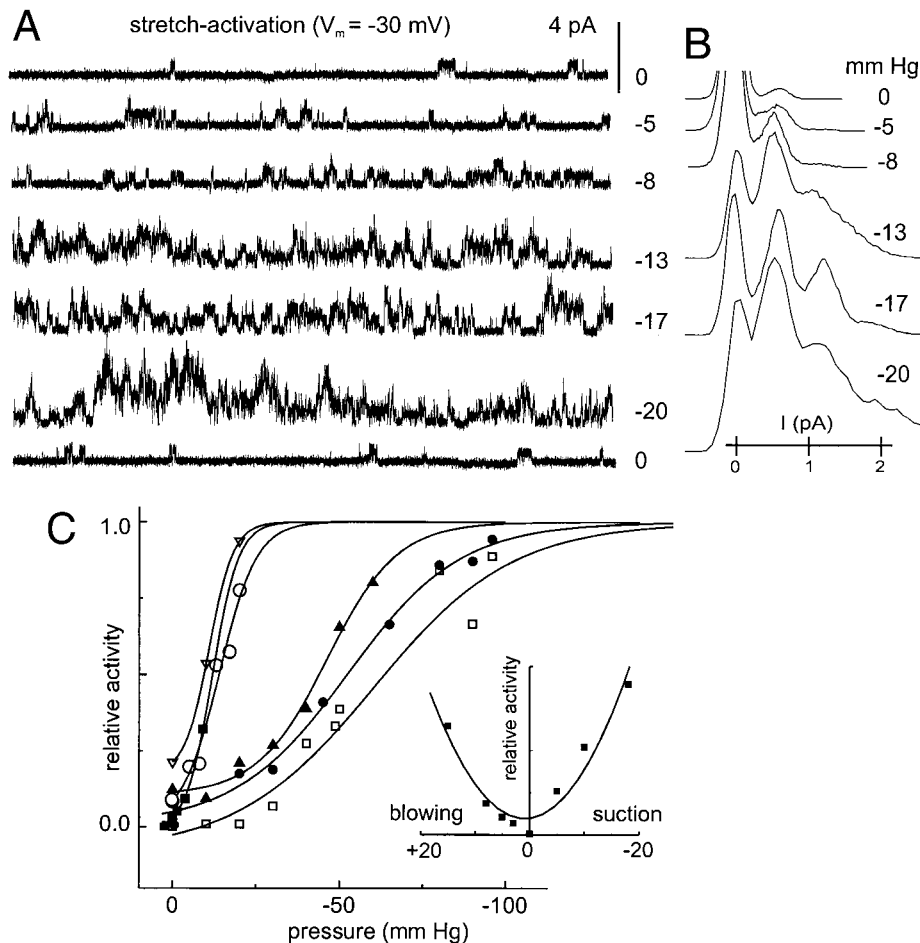 A
stretch-activation (Vm = -30 mV)
4 pA
0
-5
-8
-13
-17
-20
0
B
mm Hg
0
-5
-8
-13
-17
-20
I (pA)
0 1 2
C
relative activity
1.0
0.0
0 -50 -100
pressure (mm Hg)
relative activity
blowing
suction
+20 0 -20